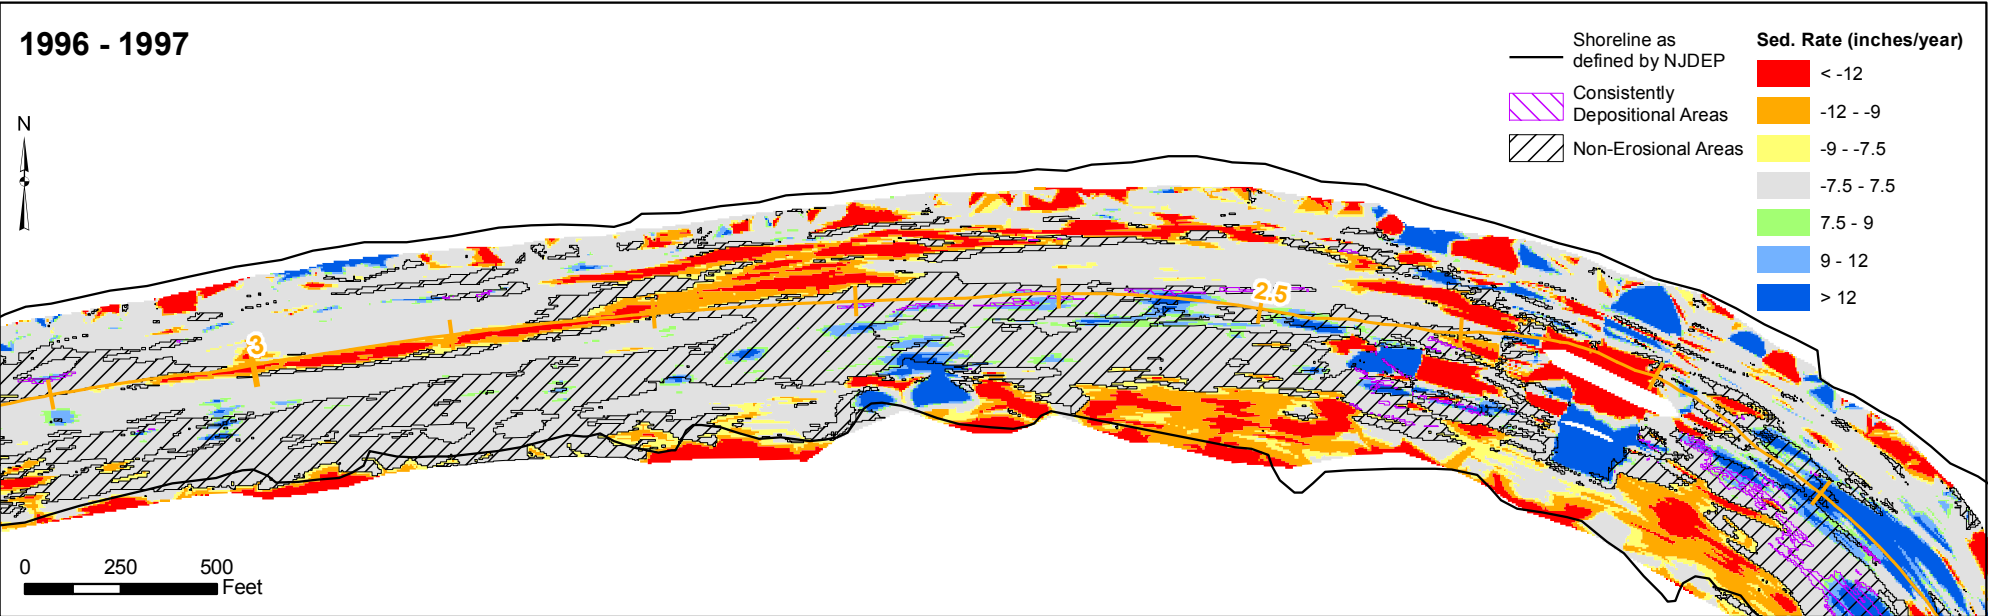 1996 - 1997
Shoreline as
defined by NJDEP
Consistently
Depositional Areas
Non-Erosional Areas
Sed. Rate (inches/year)
< -12
-12 - -9
-9 - -7.5
-7.5 - 7.5
7.5 - 9
9 - 12
> 12
N
2.5
3
0 250 500
Feet